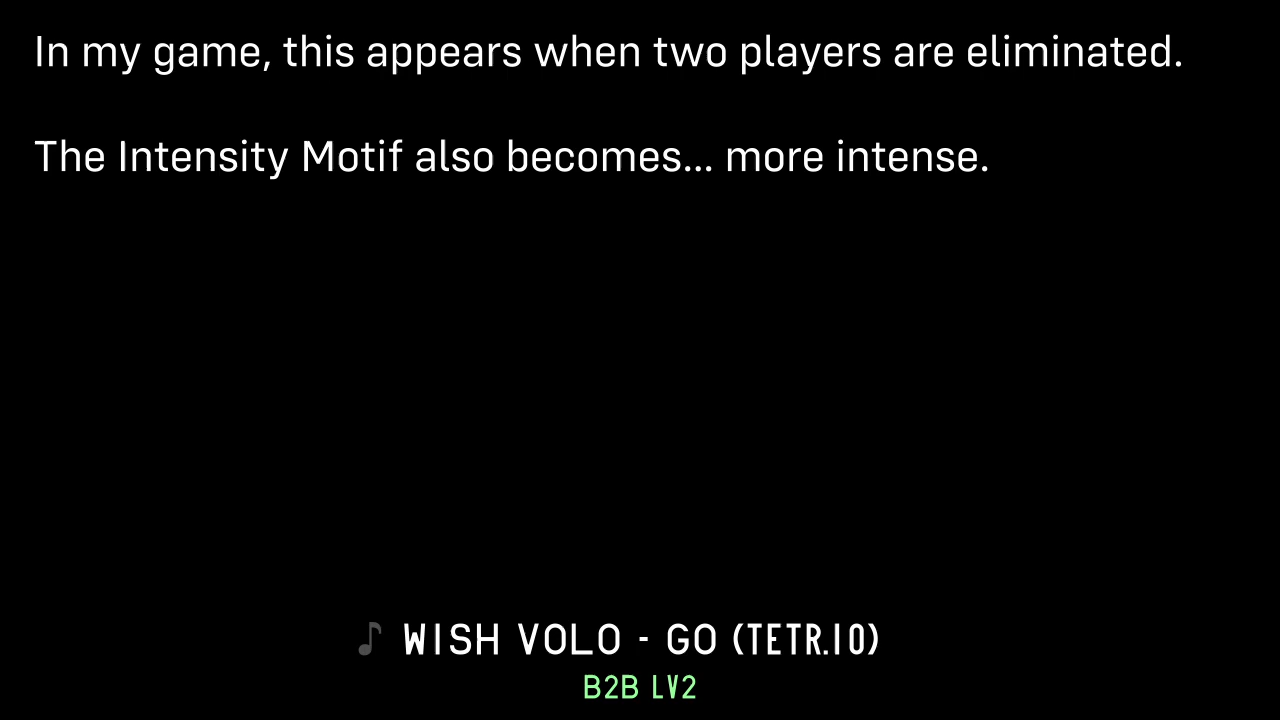 In my game, this appears when two players are eliminated.
The Intensity Motif also becomes... more intense.
♪ WISH VOLO - GO (TETR.IO)
B2B LV2